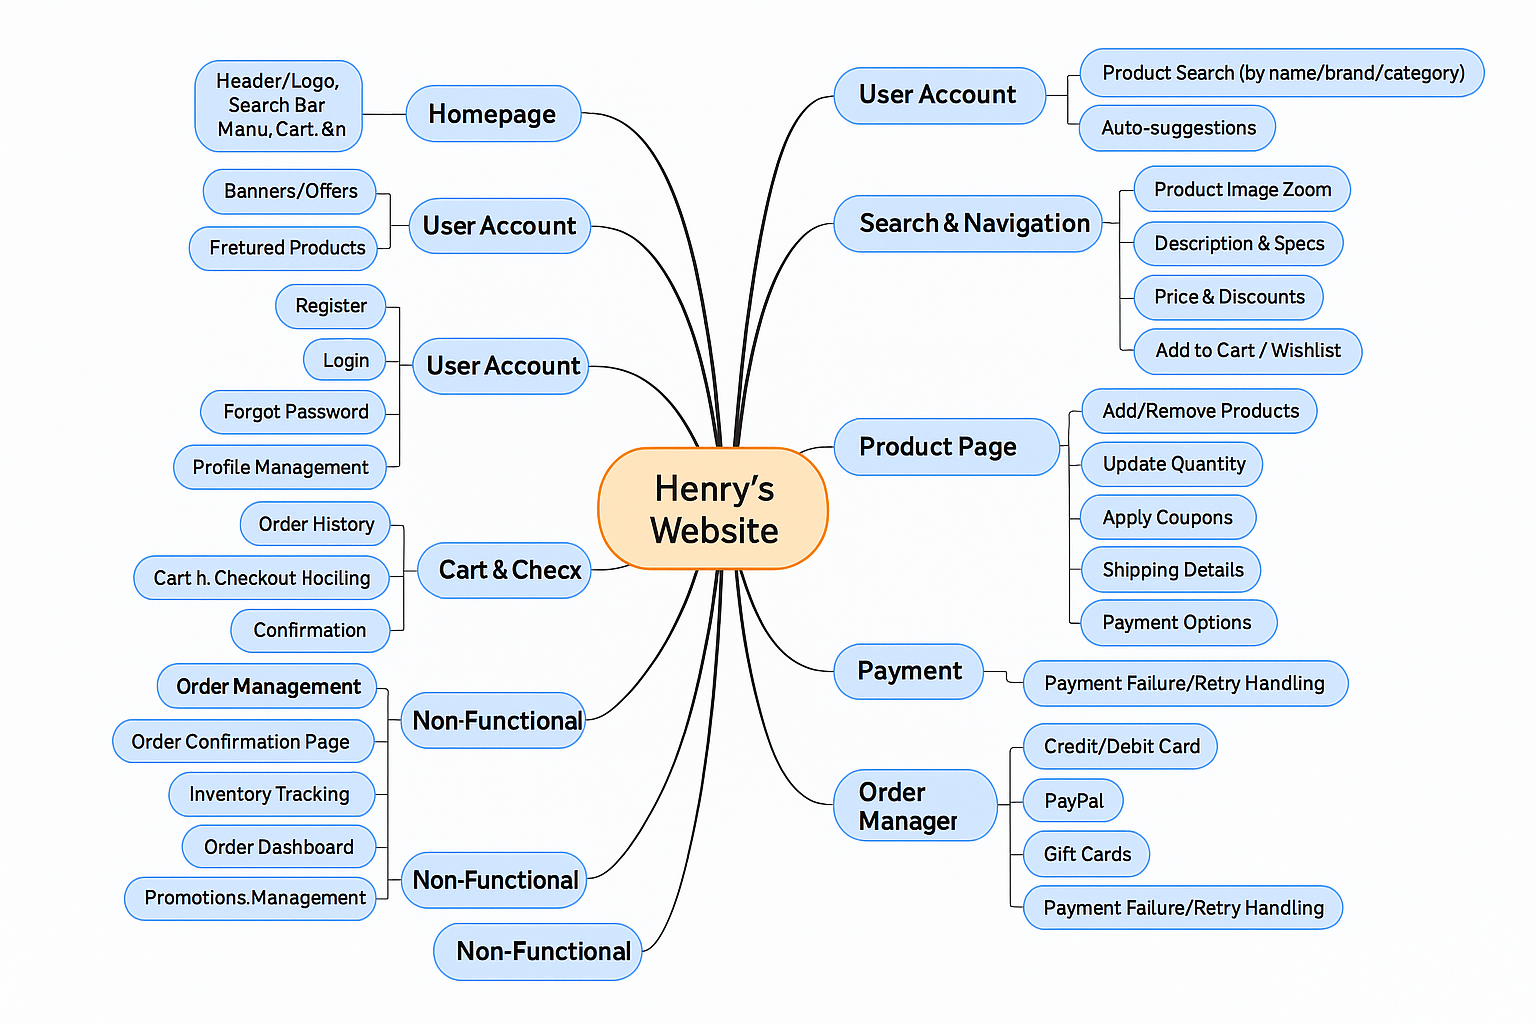 Henry's
Website
Homepage
Header/Logo,
Search Bar
Manu, Cart. &n
User Account
Banners/Offers
Fretured Products
User Account
Register
Login
Forgot Password
Profile Management
Cart & Checx
Order History
Cart h. Checkout Hociling
Confirmation
Non-Functional
Order Management
Order Confirmation Page
Inventory Tracking
Order Dashboard
Promotions.Management
Non-Functional
Non-Functional
User Account
Product Search (by name/brand/category)
Auto-suggestions
Search & Navigation
Product Image Zoom
Description & Specs
Price & Discounts
Add to Cart / Wishlist
Product Page
Add/Remove Products
Update Quantity
Apply Coupons
Shipping Details
Payment Options
Payment
Payment Failure/Retry Handling
Order
Manager
Credit/Debit Card
PayPal
Gift Cards
Payment Failure/Retry Handling